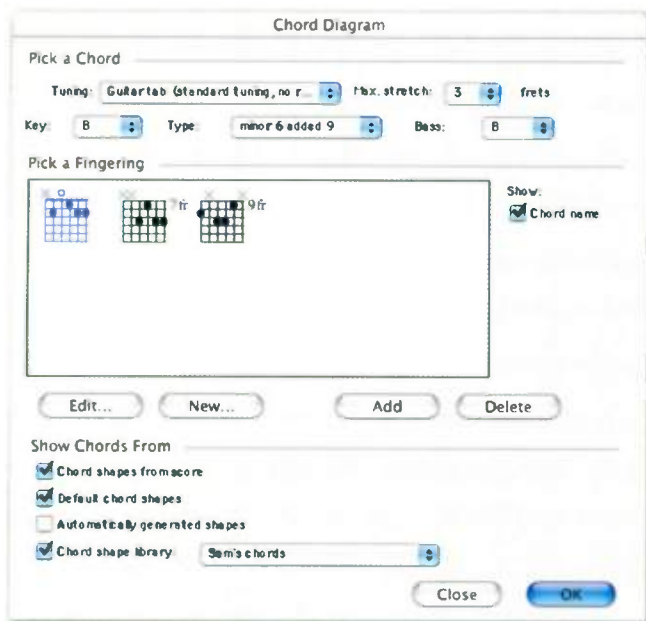 Chord Diagram
Pick a Chord
Tuning: Guitar tab (standard tuning, no r... Max. stretch: 3 frets
Key: B Type: minor 6 added 9 Bass: B
Pick a Fingering
Show:
Chord name
7fr 9fr
Edit... New... Add Delete
Show Chords From
Chord shapes from score
Default chord shapes
Automatically generated shapes
Chord shape library: Sam's chords
Close OK